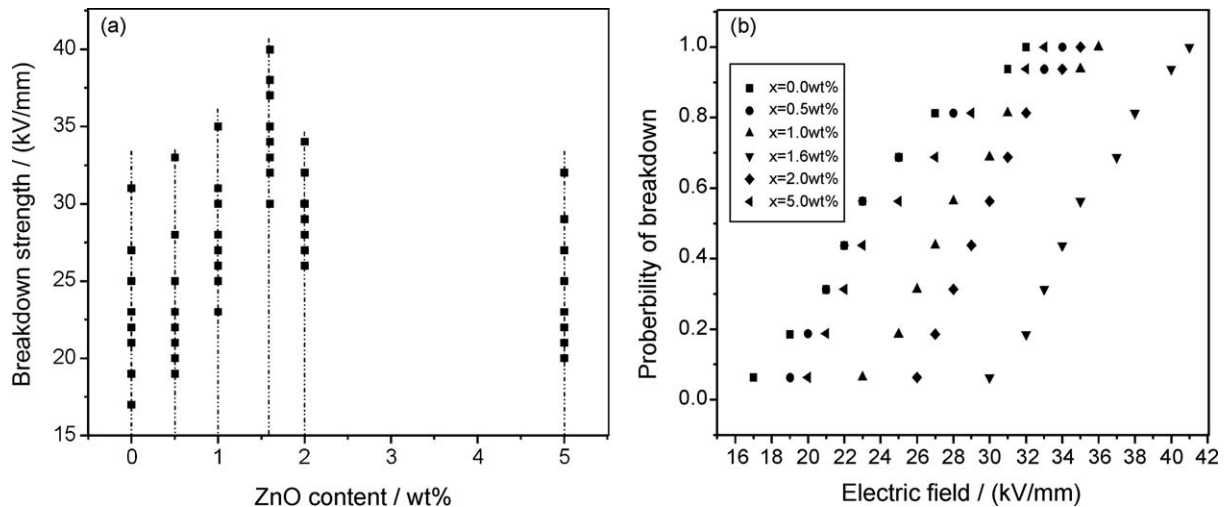 (a)
Breakdown strength / (kV/mm)
40
35
30
25
20
15
0 1 2 3 4 5
ZnO content / wt%
(b)
Proberbility of breakdown
1.0
0.8
0.6
0.4
0.2
0.0
x=0.0wt%
x=0.5wt%
x=1.0wt%
x=1.6wt%
x=2.0wt%
x=5.0wt%
16 18 20 22 24 26 28 30 32 34 36 38 40 42
Electric field / (kV/mm)